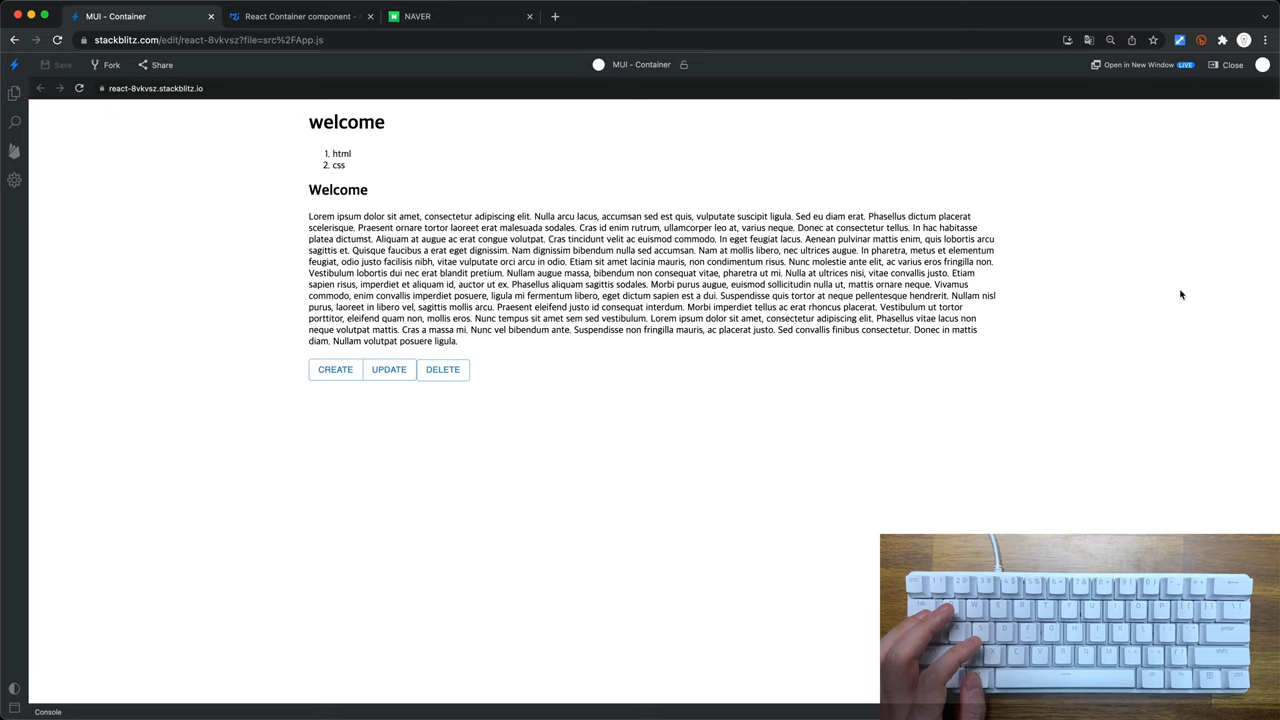 MUI - Container
React Container component -
NAVER
stackblitz.com/edit/react-8vkvsz?file=src%2FApp.js
Save
Fork
Share
MUI - Container
Open in New Window
LIVE
Close
react-8vkvsz.stackblitz.io
welcome
1. html
2. css
Welcome
Lorem ipsum dolor sit amet, consectetur adipiscing elit. Nulla arcu lacus, accumsan sed est quis, vulputate suscipit ligula. Sed eu diam erat. Phasellus dictum placerat
scelerisque. Praesent ornare tortor laoreet erat malesuada sodales. Cras id enim rutrum, ullamcorper leo at, varius neque. Donec at consectetur tellus. In hac habitasse
platea dictumst. Aliquam at augue ac erat congue volutpat. Cras tincidunt velit ac euismod commodo. In eget feugiat lacus. Aenean pulvinar mattis enim, quis lobortis arcu
sagittis et. Quisque faucibus a erat eget dignissim. Nam dignissim bibendum nulla sed accumsan. Nam at mollis libero, nec ultrices augue. In pharetra, metus et elementum
feugiat, odio justo facilisis nibh, vitae vulputate orci arcu in odio. Etiam sit amet lacinia mauris, non condimentum risus. Nunc molestie ante elit, ac varius eros fringilla non.
Vestibulum lobortis dui nec erat blandit pretium. Nullam augue massa, bibendum non consequat vitae, pharetra ut mi. Nulla at ultrices nisi, vitae convallis justo. Etiam
sapien risus, imperdiet et aliquam id, auctor ut ex. Phasellus aliquam sagittis sodales. Morbi purus augue, euismod sollicitudin nulla ut, mattis ornare neque. Vivamus
commodo, enim convallis imperdiet posuere, ligula mi fermentum libero, eget dictum sapien est a dui. Suspendisse quis tortor at neque pellentesque hendrerit. Nullam nisl
purus, laoreet in libero vel, sagittis mollis arcu. Praesent eleifend justo id consequat interdum. Morbi imperdiet tellus ac erat rhoncus placerat. Vestibulum ut tortor
porttitor, eleifend quam non, mollis eros. Nunc tempus sit amet sem sed vestibulum. Lorem ipsum dolor sit amet, consectetur adipiscing elit. Phasellus vitae lacus non
neque volutpat mattis. Cras a massa mi. Nunc vel bibendum ante. Suspendisse non fringilla mauris, ac placerat justo. Sed convallis finibus consectetur. Donec in mattis
diam. Nullam volutpat posuere ligula.
CREATE
UPDATE
DELETE
Console